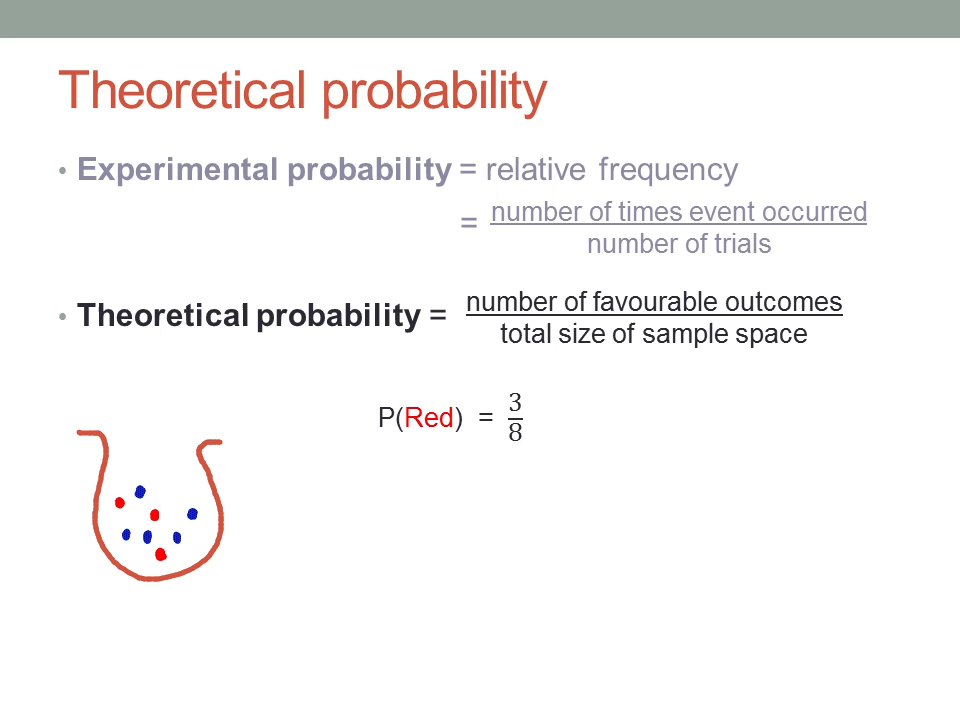 Theoretical probability
• Experimental probability = relative frequency
= number of times event occurred
number of trials
• Theoretical probability = number of favourable outcomes
total size of sample space
P(Red) = 3/8